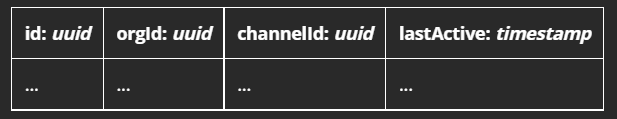 id: uuid orgId: uuid channelId: uuid lastActive: timestamp
... ... ... ...